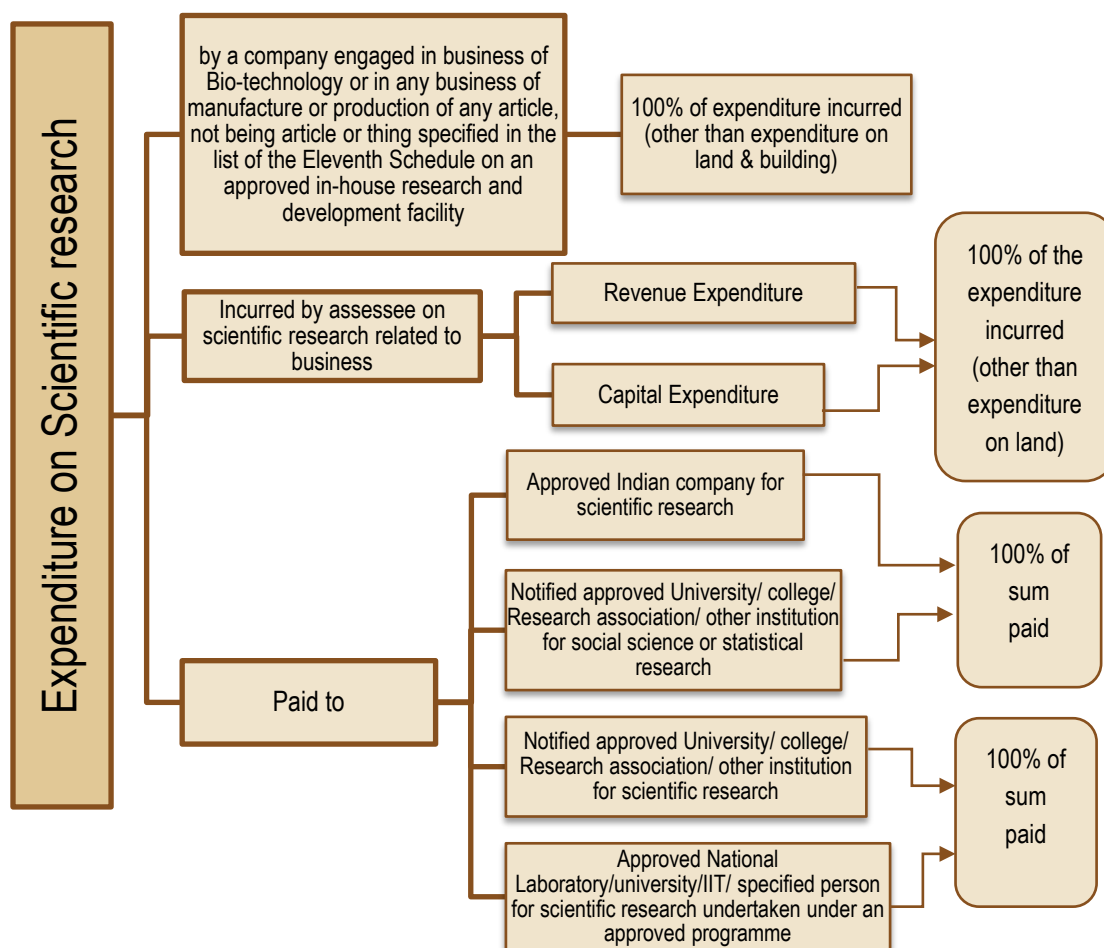 Expenditure on Scientific research
by a company engaged in business of
Bio-technology or in any business of
manufacture or production of any article,
not being article or thing specified in the
list of the Eleventh Schedule on an
approved in-house research and
development facility
100% of expenditure incurred
(other than expenditure on
land & building)
Incurred by assessee on
scientific research related to
business
Revenue Expenditure
Capital Expenditure
100% of the
expenditure
incurred
(other than
expenditure
on land)
Paid to
Approved Indian company for
scientific research
Notified approved University/ college/
Research association/ other institution
for social science or statistical
research
100% of
sum
paid
Notified approved University/ college/
Research association/ other institution
for scientific research
Approved National
Laboratory/university/IIT/ specified person
for scientific research undertaken under an
approved programme
100% of
sum
paid